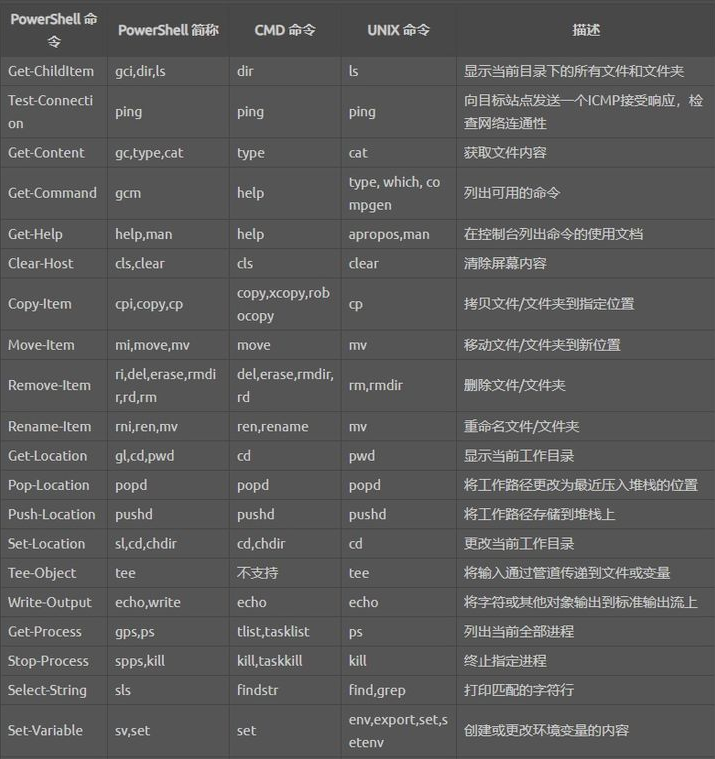 PowerShell 命令 PowerShell 简称 CMD 命令 UNIX 命令 描述
Get-ChildItem gci,dir,ls dir ls 显示当前目录下的所有文件和文件夹
Test-Connection ping ping ping 向目标站点发送一个ICMP接受响应，检查网络连通性
Get-Content gc,type,cat type cat 获取文件内容
Get-Command gcm help type, which, compgen 列出可用的命令
Get-Help help,man help apropos,man 在控制台列出命令的使用文档
Clear-Host cls,clear cls clear 清除屏幕内容
Copy-Item cpi,copy,cp copy,xcopy,robocopy cp 拷贝文件/文件夹到指定位置
Move-Item mi,move,mv move mv 移动文件/文件夹到新位置
Remove-Item ri,del,erase,rmdir,rd,rm del,erase,rmdir,rd rm,rmdir 删除文件/文件夹
Rename-Item rni,ren,mv ren,rename mv 重命名文件/文件夹
Get-Location gl,cd,pwd cd pwd 显示当前工作目录
Pop-Location popd popd popd 将工作路径更改为最近压入堆栈的位置
Push-Location pushd pushd pushd 将工作路径存储到堆栈上
Set-Location sl,cd,chdir cd,chdir cd 更改当前工作目录
Tee-Object tee 不支持 tee 将输入通过管道传递到文件或变量
Write-Output echo,write echo echo 将字符或其他对象输出到标准输出流上
Get-Process gps,ps tlist,tasklist ps 列出当前全部进程
Stop-Process spps,kill kill,taskkill kill 终止指定进程
Select-String sls findstr find,grep 打印匹配的字符行
Set-Variable sv,set set env,export,set,setenv 创建或更改环境变量的内容